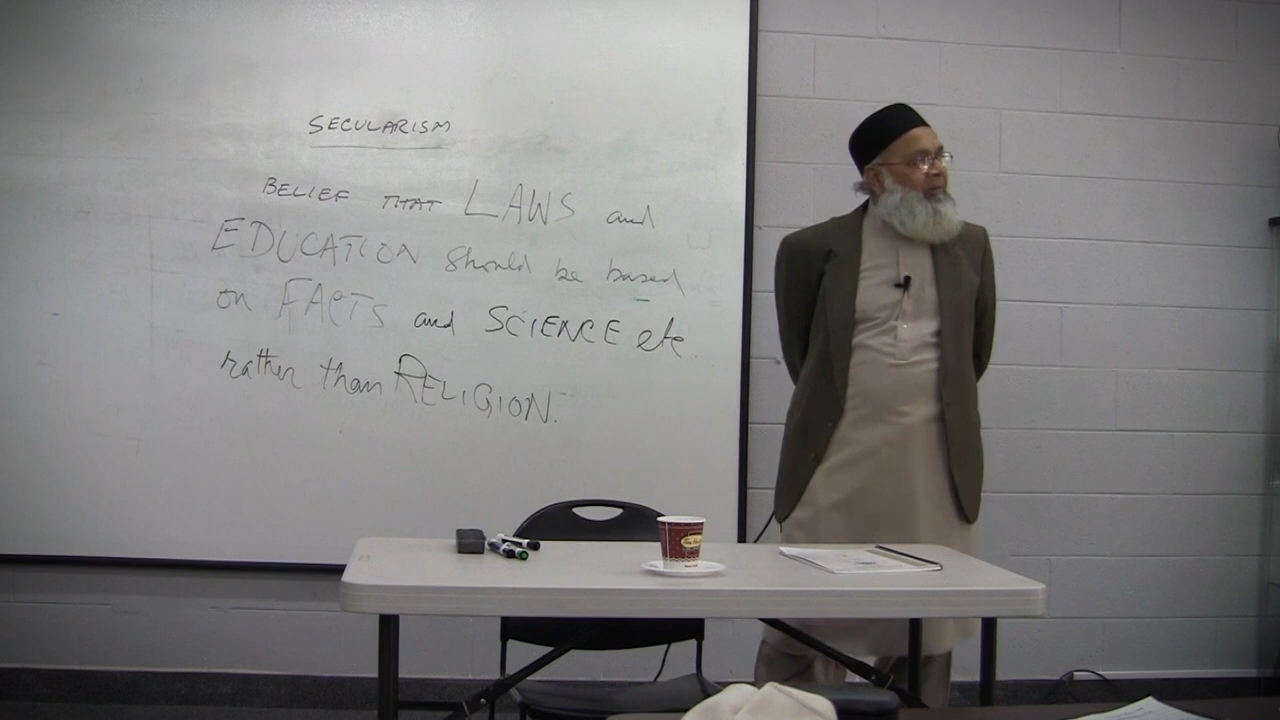 SECULARISM
BELIEF THAT LAWS and
EDUCATION should be based
on FACTS and SCIENCE etc.
rather than RELIGION.